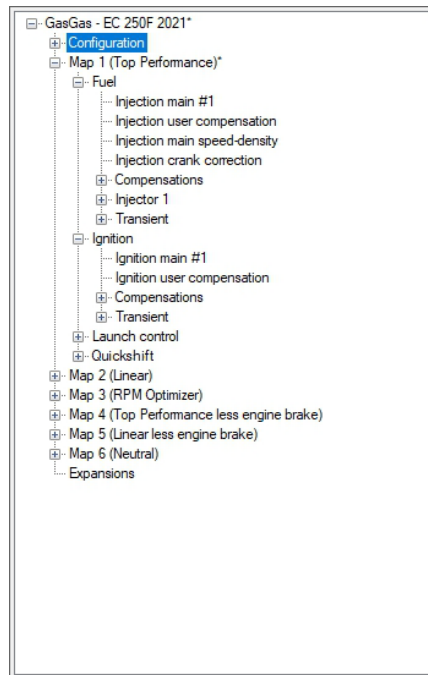 GasGas - EC 250F 2021*
Configuration
Map 1 (Top Performance)*
Fuel
Injection main #1
Injection user compensation
Injection main speed-density
Injection crank correction
Compensations
Injector 1
Transient
Ignition
Ignition main #1
Ignition user compensation
Compensations
Transient
Launch control
Quickshift
Map 2 (Linear)
Map 3 (RPM Optimizer)
Map 4 (Top Performance less engine brake)
Map 5 (Linear less engine brake)
Map 6 (Neutral)
Expansions